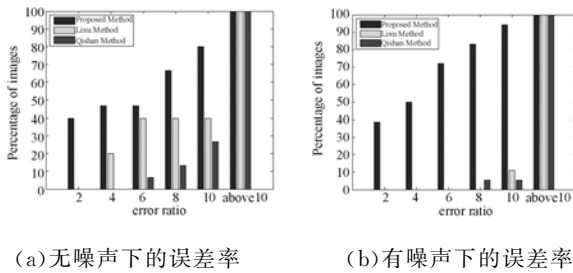 100
90
80
70
60
50
40
30
20
10
0
Percentage of images
Proposed Method
Lixu Method
Qishan Method
2 4 6 8 10 above10
error ratio
(a)无噪声下的误差率
100
90
80
70
60
50
40
30
20
10
0
Percentage of images
Proposed Method
Lixu Method
Qishan Method
2 4 6 8 10 above10
error ratio
(b)有噪声下的误差率